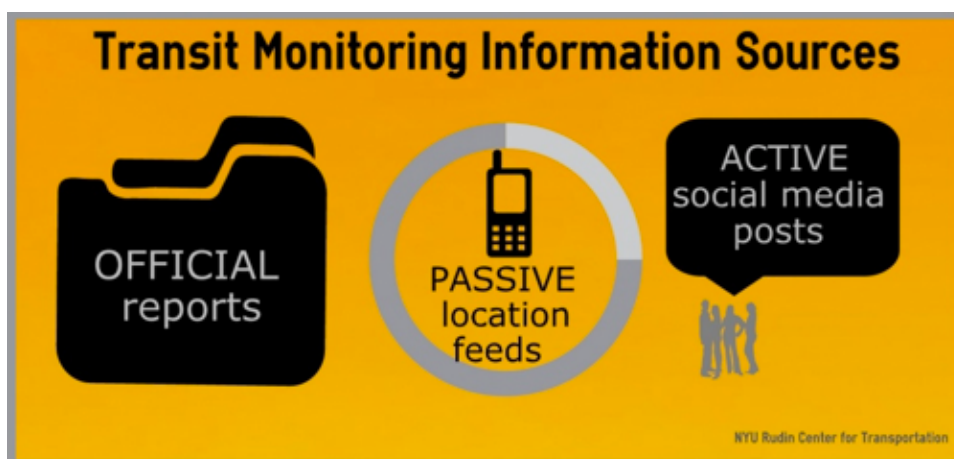 Transit Monitoring Information Sources
OFFICIAL
reports
PASSIVE
location
feeds
ACTIVE
social media
posts
NYU Rudin Center for Transportation